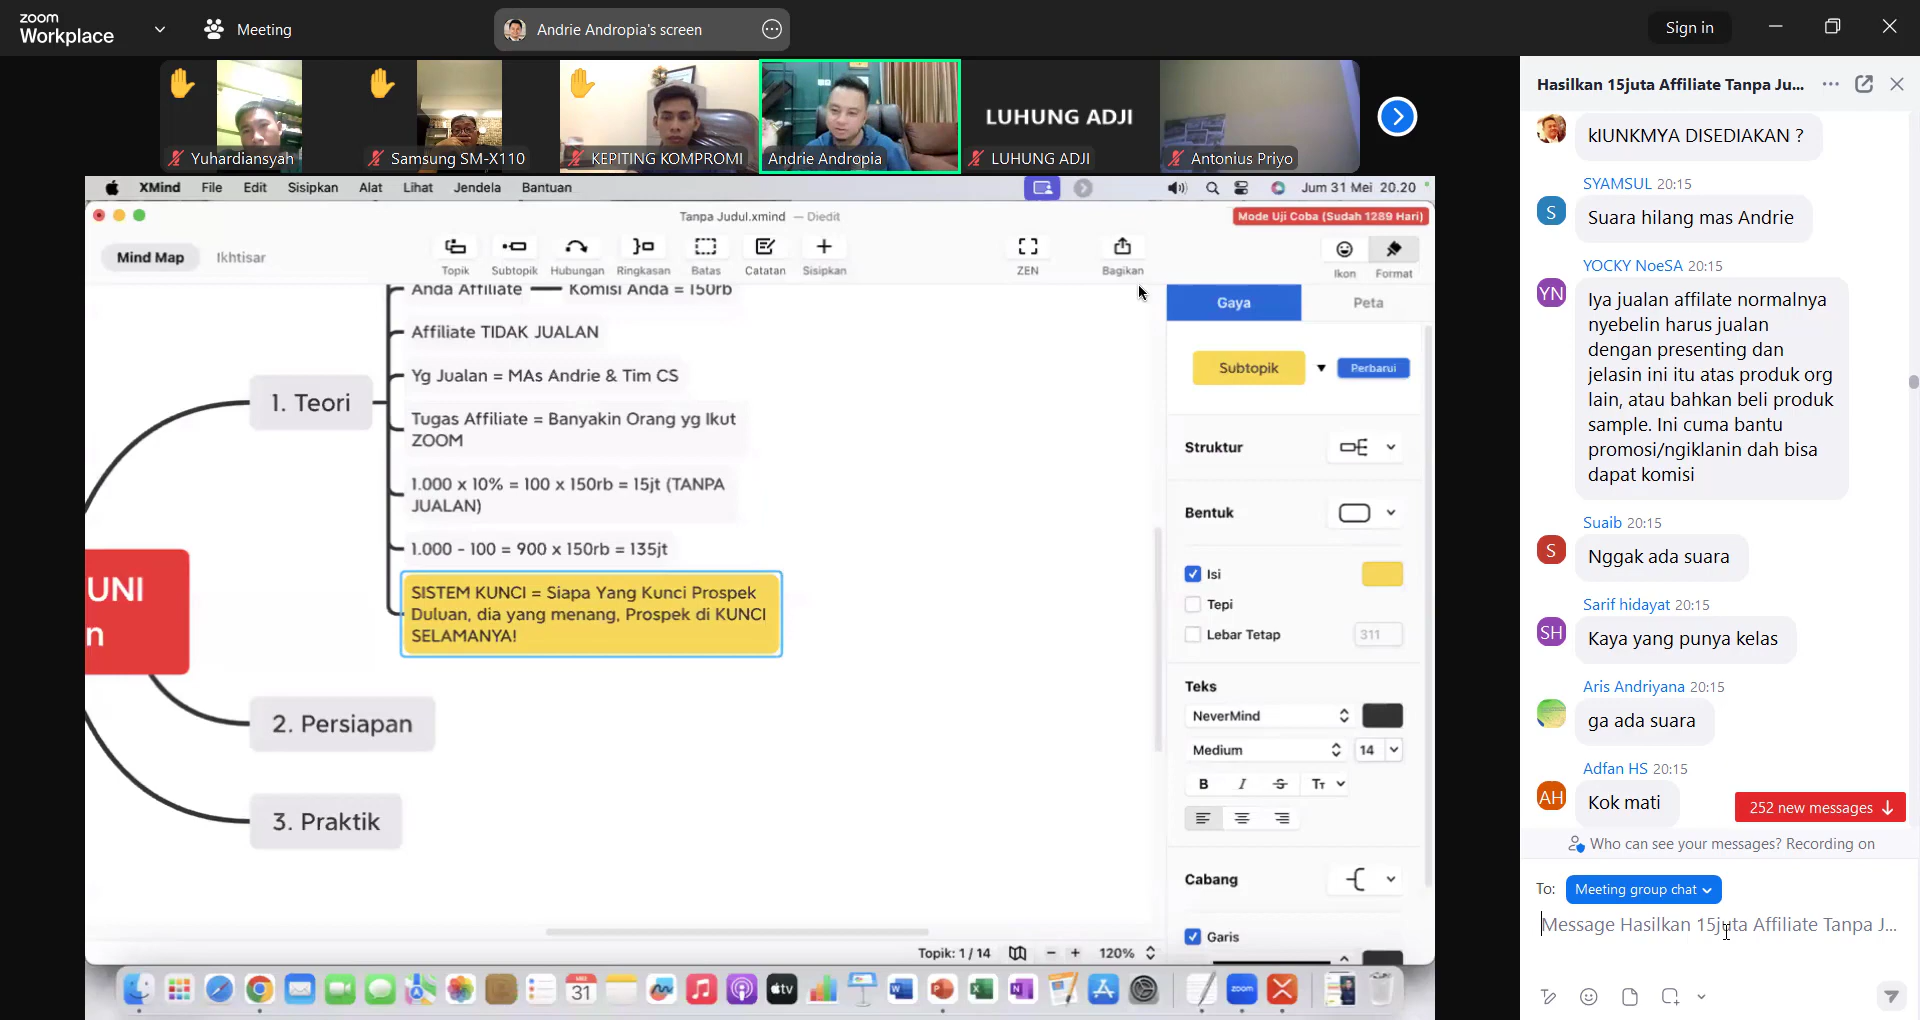 zoom
Workplace
Meeting
Andrie Andropia's screen
Sign in
Yuhardiansyah
Samsung SM-X110
KEPITING KOMPROMI
Andrie Andropia
LUHUNG ADJI
LUHUNG ADJI
Antonius Priyo
XMind File Edit Sisipkan Alat Lihat Jendela Bantuan
Jum 31 Mei 20.20
Tanpa Judul.xmind — Diedit
Mode Uji Coba (Sudah 1289 Hari)
Mind Map
Ikhtisar
Topik
Subtopik
Hubungan
Ringkasan
Batas
Catatan
Sisipkan
ZEN
Bagikan
Ikon
Format
Anda Affiliate
Komisi Anda = 150rb
Affiliate TIDAK JUALAN
Yg Jualan = MAs Andrie & Tim CS
Tugas Affiliate = Banyakin Orang yg Ikut
ZOOM
1.000 x 10% = 100 x 150rb = 15jt (TANPA
JUALAN)
1.000 - 100 = 900 x 150rb = 135jt
SISTEM KUNCI = Siapa Yang Kunci Prospek
Duluan, dia yang menang, Prospek di KUNCI
SELAMANYA!
1. Teori
UNI
n
2. Persiapan
3. Praktik
Gaya
Peta
Subtopik
Perbarui
Struktur
Bentuk
Isi
Tepi
Lebar Tetap
311
Teks
NeverMind
Medium
14
B I S Tт
Cabang
Garis
Topik: 1 / 14
120%
31
tv
zoom
Hasilkan 15juta Affiliate Tanpa Ju...
kIUNKMYA DISEDIAKAN ?
SYAMSUL 20:15
S
Suara hilang mas Andrie
YOCKY NoeSA 20:15
YN
Iya jualan affilate normalnya
nyebelin harus jualan
dengan presenting dan
jelasin ini itu atas produk org
lain, atau bahkan beli produk
sample. Ini cuma bantu
promosi/ngiklanin dah bisa
dapat komisi
Suaib 20:15
S
Nggak ada suara
Sarif hidayat 20:15
SH
Kaya yang punya kelas
Aris Andriyana 20:15
ga ada suara
Adfan HS 20:15
AH
Kok mati
252 new messages
Who can see your messages? Recording on
To:
Meeting group chat
Message Hasilkan 15juta Affiliate Tanpa J...